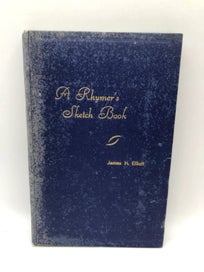 A Rhymer's
Sketch Book
James H. Elliott